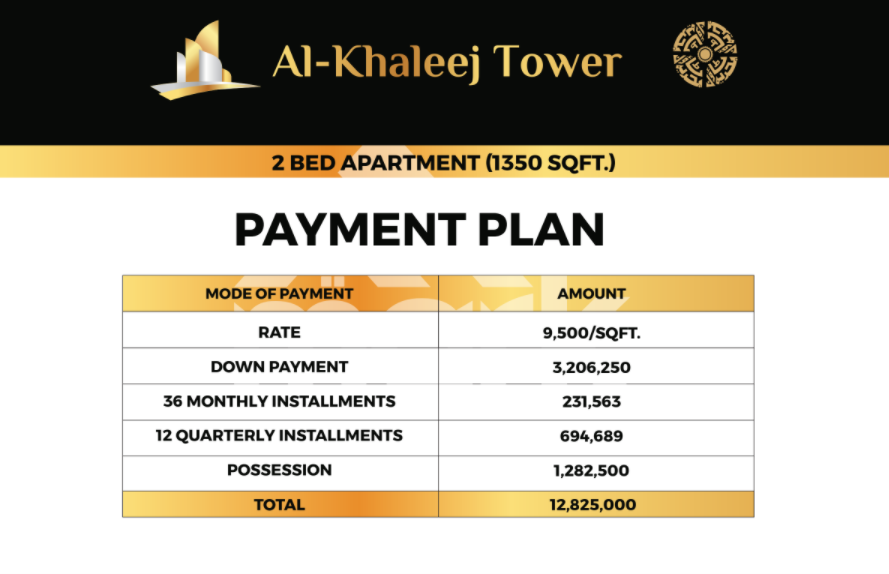 Al-Khaleej Tower
2 BED APARTMENT (1350 SQFT.)
PAYMENT PLAN
MODE OF PAYMENT AMOUNT
RATE 9,500/SQFT.
DOWN PAYMENT 3,206,250
36 MONTHLY INSTALLMENTS 231,563
12 QUARTERLY INSTALLMENTS 694,689
POSSESSION 1,282,500
TOTAL 12,825,000